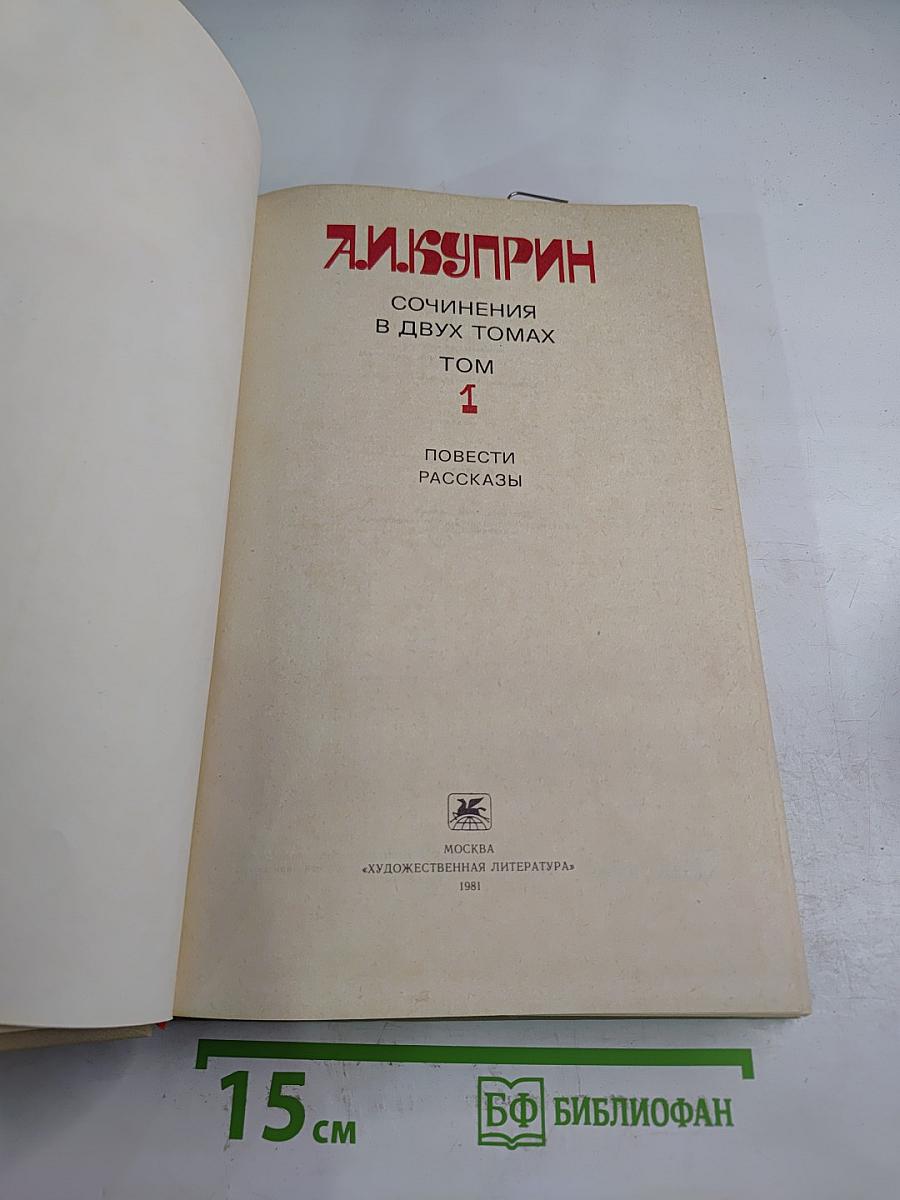 А.И.КУПРИН
СОЧИНЕНИЯ
В ДВУХ ТОМАХ
ТОМ
1
ПОВЕСТИ
РАССКАЗЫ
МОСКВА
«ХУДОЖЕСТВЕННАЯ ЛИТЕРАТУРА»
1981
15 см
БФ БИБЛИОФАН